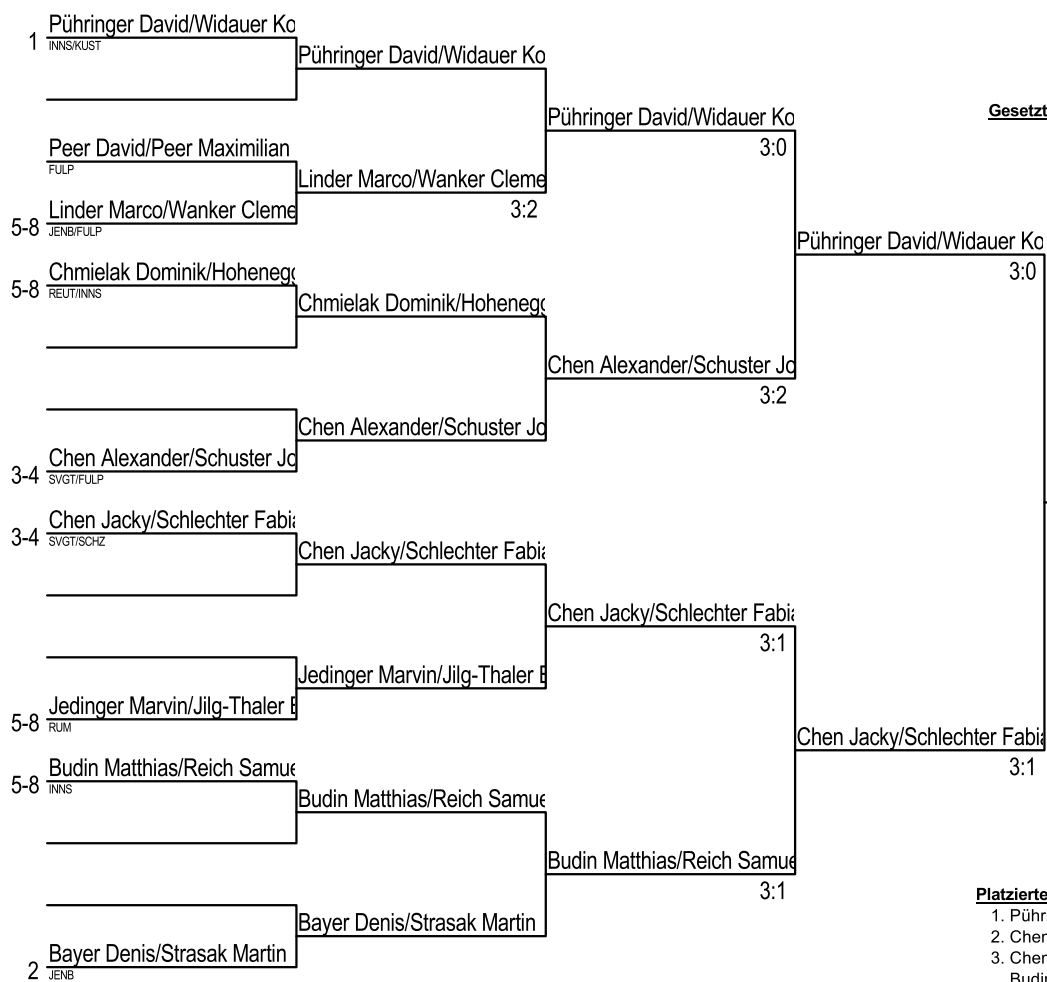 Pühringer David/Widauer Ko
1
INNS/KUST
Peer David/Peer Maximilian
FULP
Linder Marco/Wanker Cleme
5-8
JENB/FULP
Chmielak Dominik/Hohenegg
5-8
REUT/INNS
Chen Alexander/Schuster Jo
3-4
SVGT/FULP
Chen Jacky/Schlechter Fabia
3-4
SVGT/SCHZ
Jedinger Marvin/Jilg-Thaler E
5-8
RUM
Budin Matthias/Reich Samue
5-8
INNS
Bayer Denis/Strasak Martin
2
JENB
Pühringer David/Widauer Ko
Linder Marco/Wanker Cleme
3:2
Chmielak Dominik/Hohenegg
Chen Alexander/Schuster Jo
Chen Jacky/Schlechter Fabia
Jedinger Marvin/Jilg-Thaler E
Budin Matthias/Reich Samue
Bayer Denis/Strasak Martin
Pühringer David/Widauer Ko
3:0
Chen Alexander/Schuster Jo
3:2
Chen Jacky/Schlechter Fabia
3:1
Budin Matthias/Reich Samue
3:1
Pühringer David/Widauer Ko
3:0
Chen Jacky/Schlechter Fabia
3:1
Gesetzt
Platzierte
1. Pühr
2. Chen
3. Chen
Budin